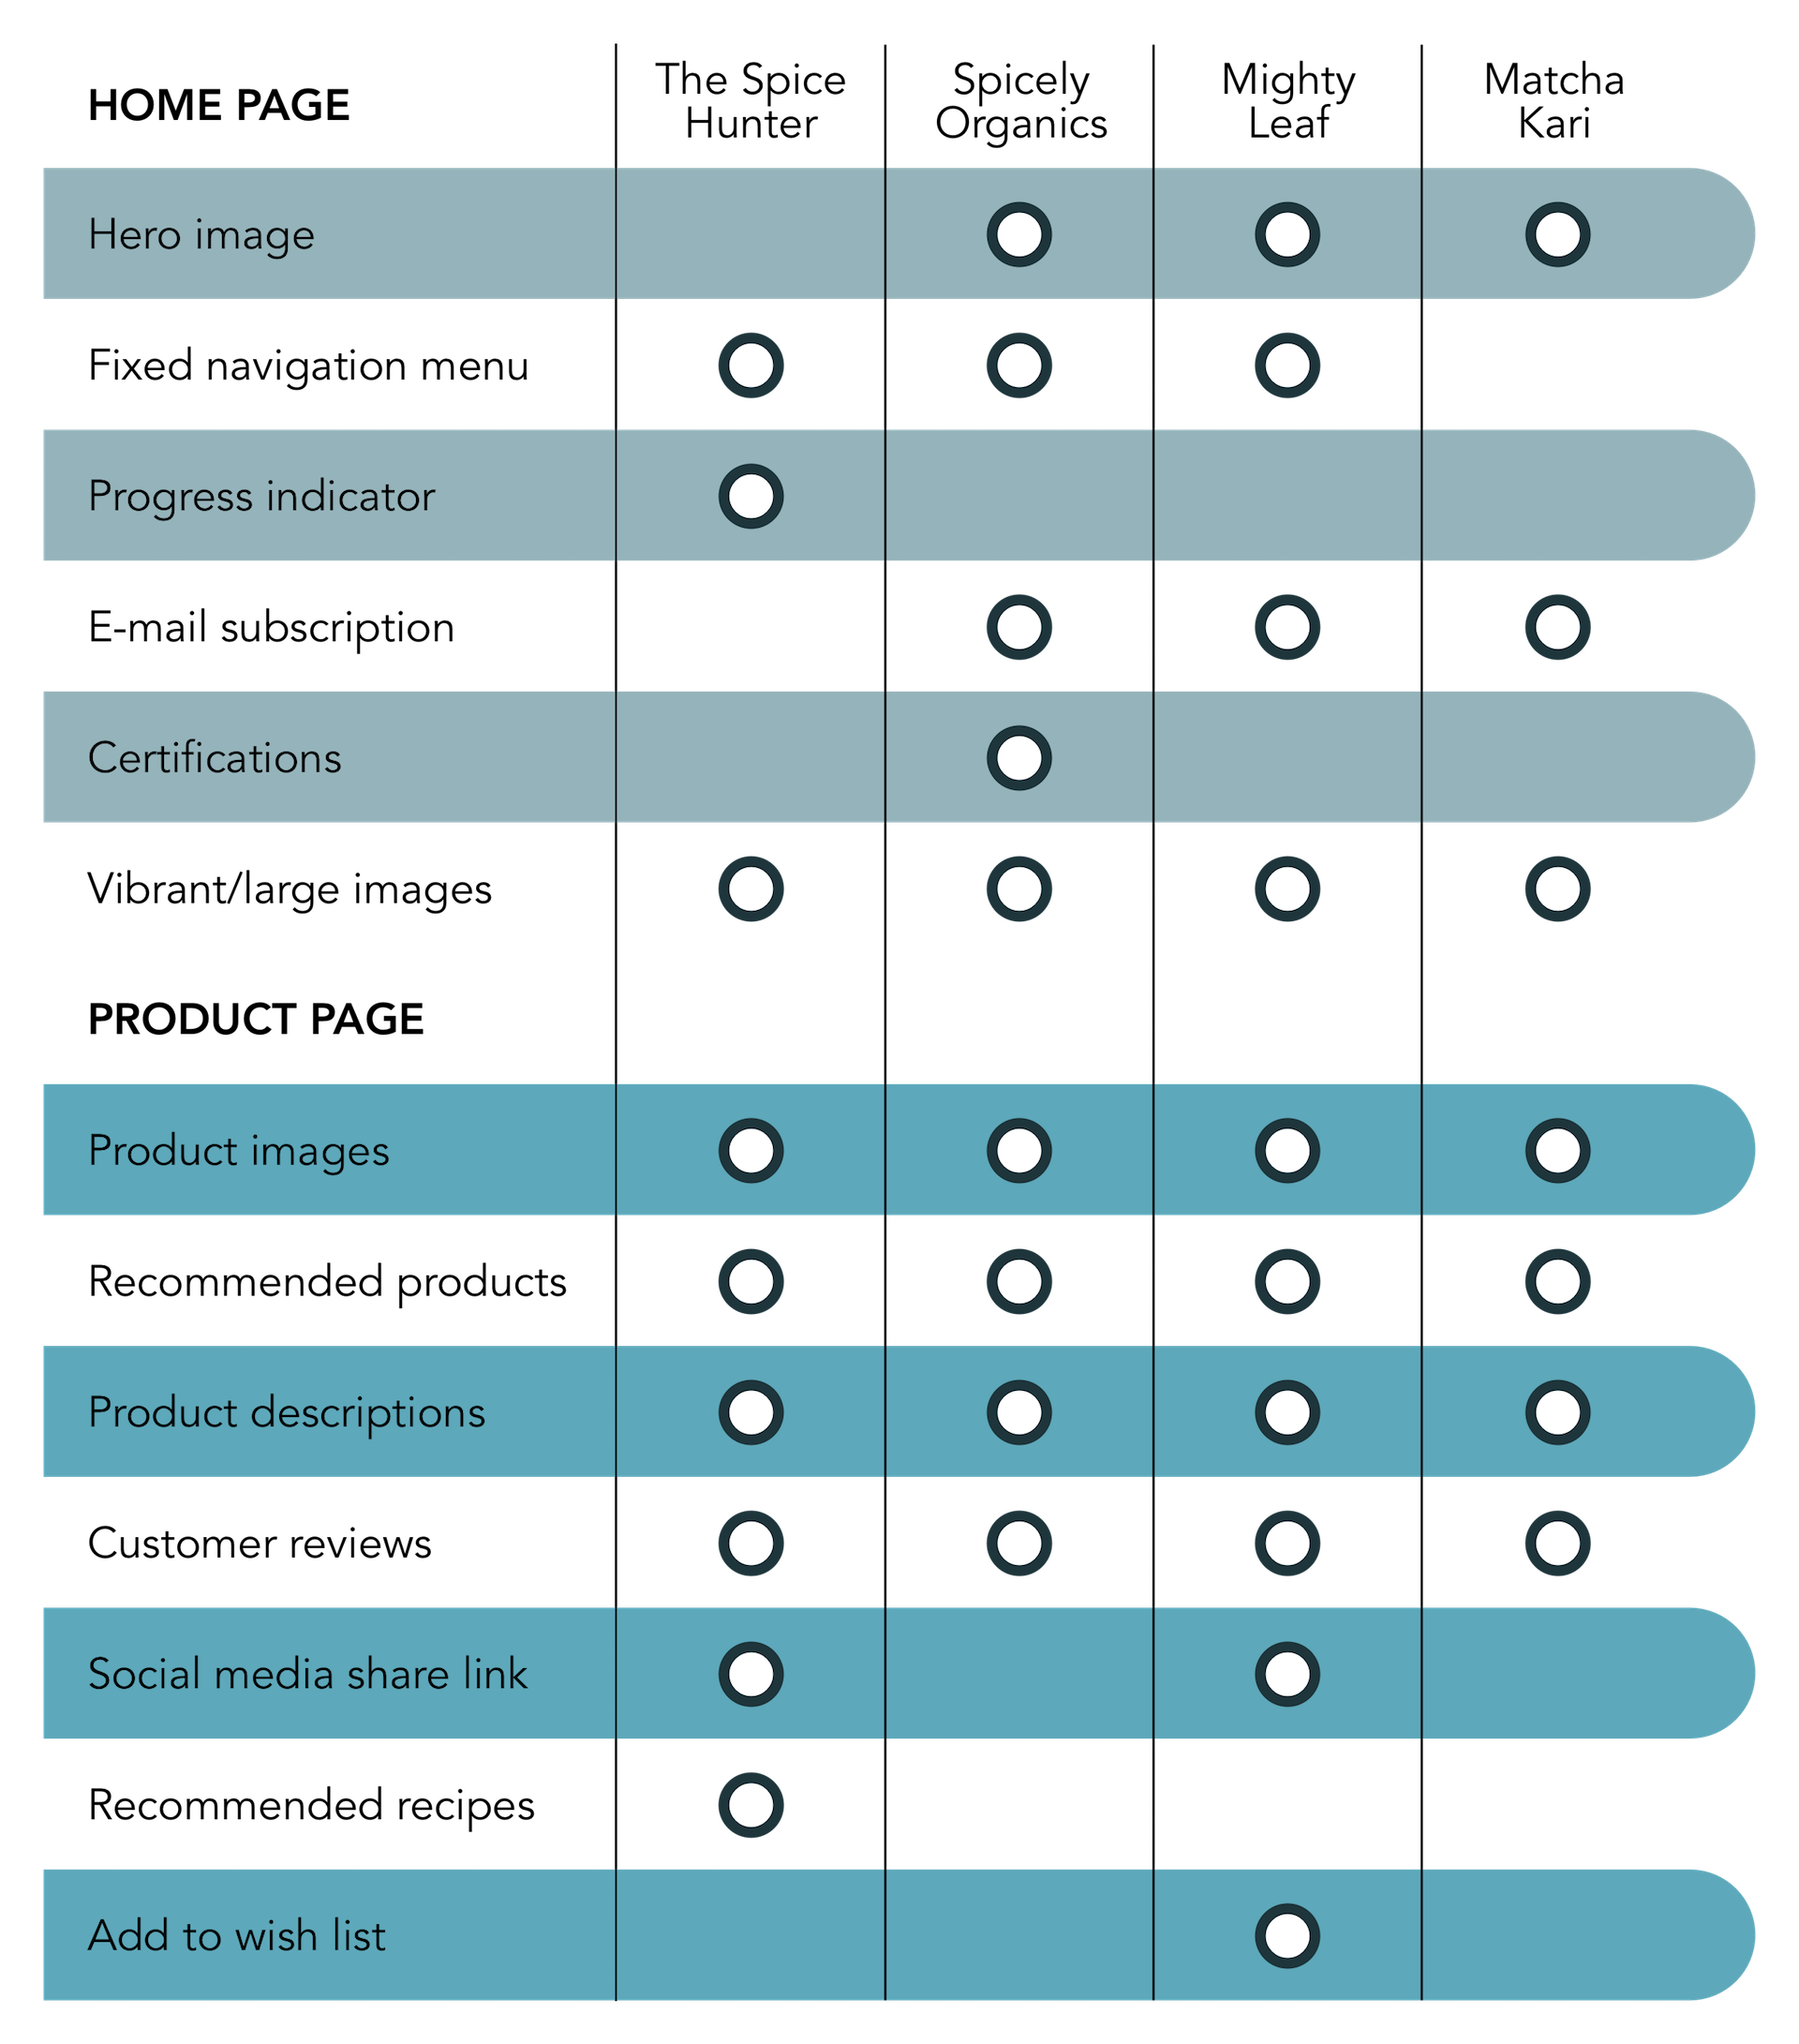 HOME PAGE
The Spice
Hunter
Spicely
Organics
Mighty
Leaf
Matcha
Kari
Hero image
Fixed navigation menu
Progress indicator
E-mail subscription
Certifications
Vibrant/large images
PRODUCT PAGE
Product images
Recommended products
Product descriptions
Customer reviews
Social media share link
Recommended recipes
Add to wish list